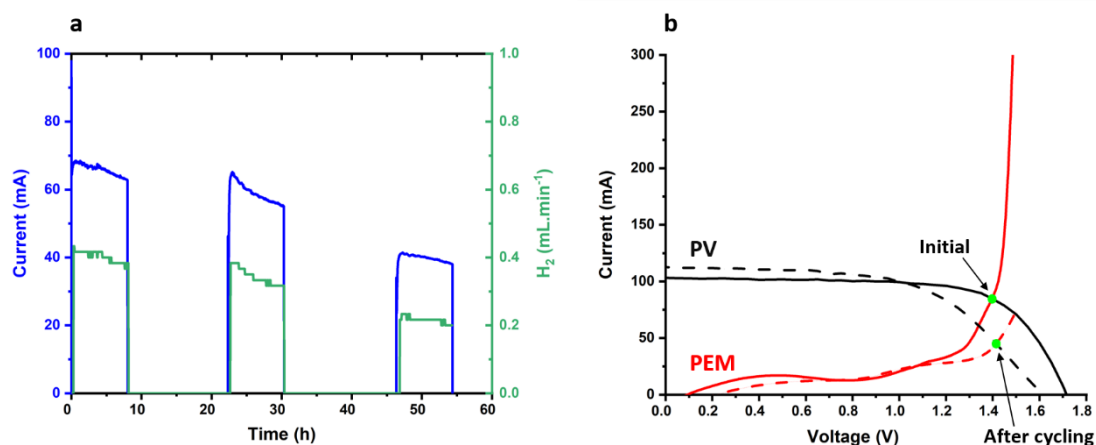 a
100
80
60
40
20
0
Current (mA)
0 10 20 30 40 50 60
Time (h)
1.0
0.8
0.6
0.4
0.2
0.0
H₂ (mL.min⁻¹)
b
300
250
200
150
100
50
0
Current (mA)
PV
PEM
Initial
0.0 0.2 0.4 0.6 0.8 1.0 1.2 1.4 1.6 1.8
Voltage (V)
After cycling